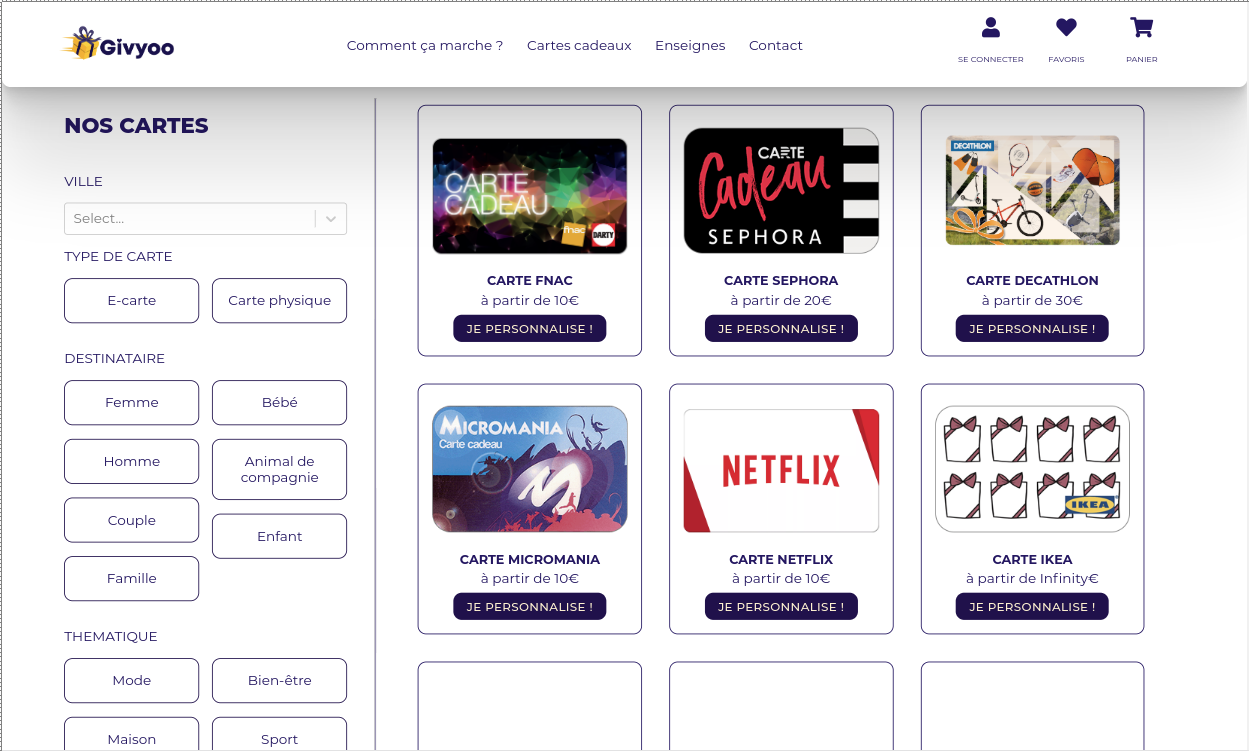 Givyoo
Comment ça marche ?
Cartes cadeaux
Enseignes
Contact
SE CONNECTER
FAVORIS
PANIER
NOS CARTES
VILLE
Select...
TYPE DE CARTE
E-carte
Carte physique
DESTINATAIRE
Femme
Bébé
Homme
Animal de
compagnie
Couple
Enfant
Famille
THEMATIQUE
Mode
Bien-être
Maison
Sport
CARTE
CADEAU
fnac
DARTY
CARTE FNAC
à partir de 10€
JE PERSONNALISE !
CARTE
Cadeau
SEPHORA
CARTE SEPHORA
à partir de 20€
JE PERSONNALISE !
DECATHLON
CARTE DECATHLON
à partir de 30€
JE PERSONNALISE !
MICROMANIA
Carte cadeau
CARTE MICROMANIA
à partir de 10€
JE PERSONNALISE !
NETFLIX
CARTE NETFLIX
à partir de 10€
JE PERSONNALISE !
IKEA
CARTE IKEA
à partir de Infinity€
JE PERSONNALISE !